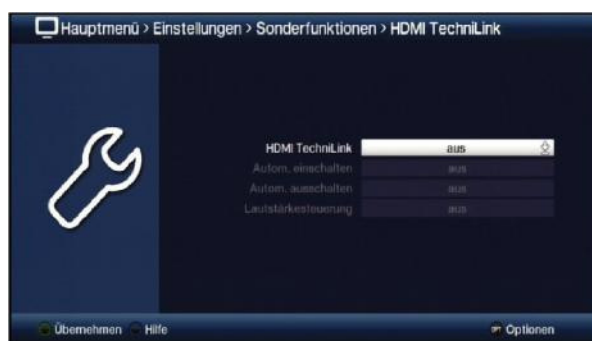 Hauptmenü > Einstellungen > Sonderfunktionen > HDMI TechniLink
HDMI TechniLink aus
Autom. einschalten aus
Autom. ausschalten aus
Lautstärkesteuerung aus
Übernehmen Hilfe OPT Optionen